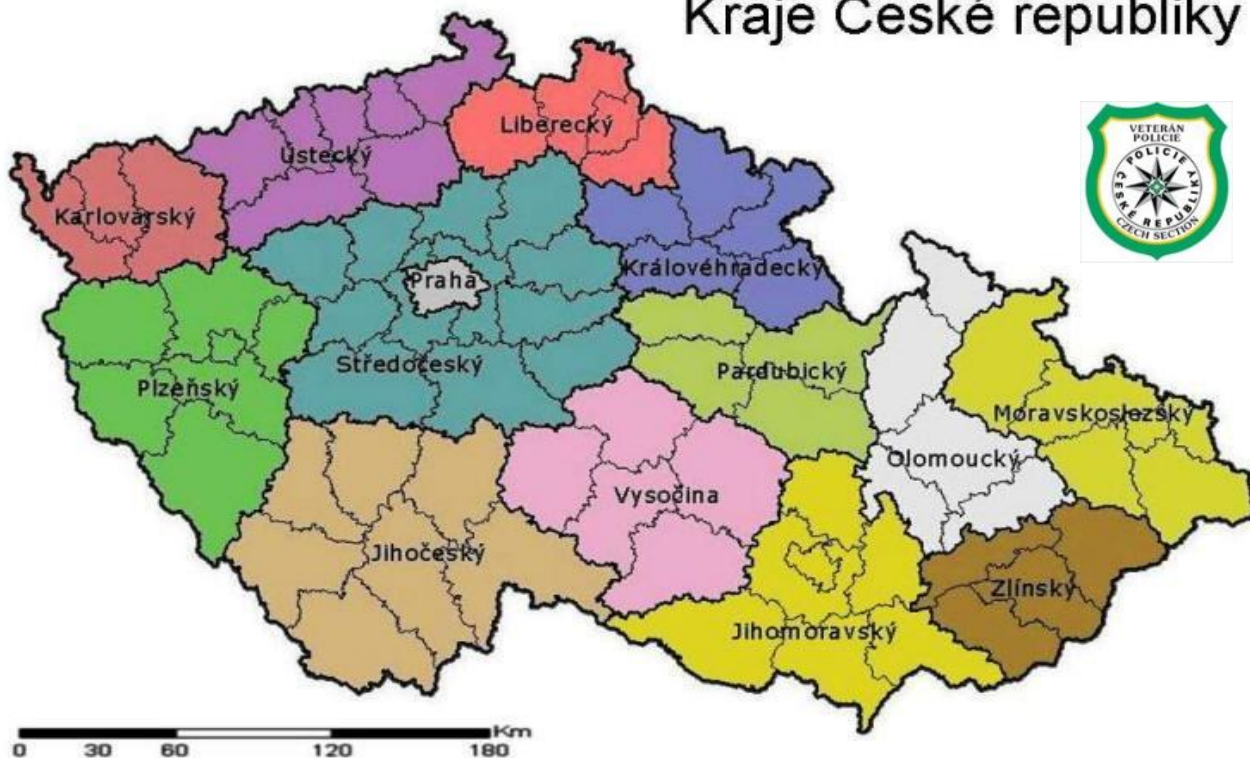 Kraje České republiky
VETERÁN
POLICIE
POLICIE
ČESKÉ REPUBLIKY
CZECH SECTION
Liberecký
Ústecký
Karlovarský
Královéhradecký
Praha
Středočeský
Pardubický
Plzeňský
Moravskoslezský
Olomoucký
Vysočina
Jihočeský
Zlínský
Jihomoravský
Km
0 30 60 120 180